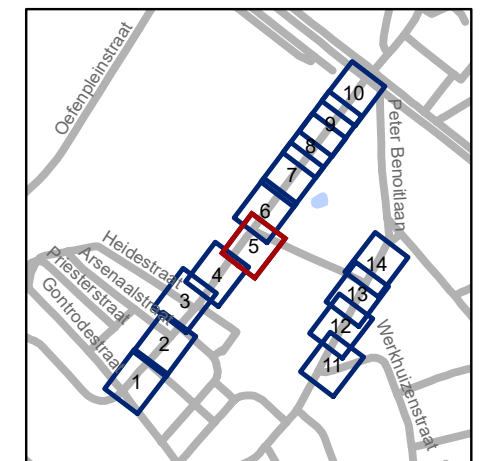 Oefenpleinstraat
Peter Benoitlaan
Heidestraat
Arsenaalstraat
Priesterstraat
Gontrodestraat
Werkhuizenstraat
10
9
8
7
6
5
4
3
2
1
14
13
12
11